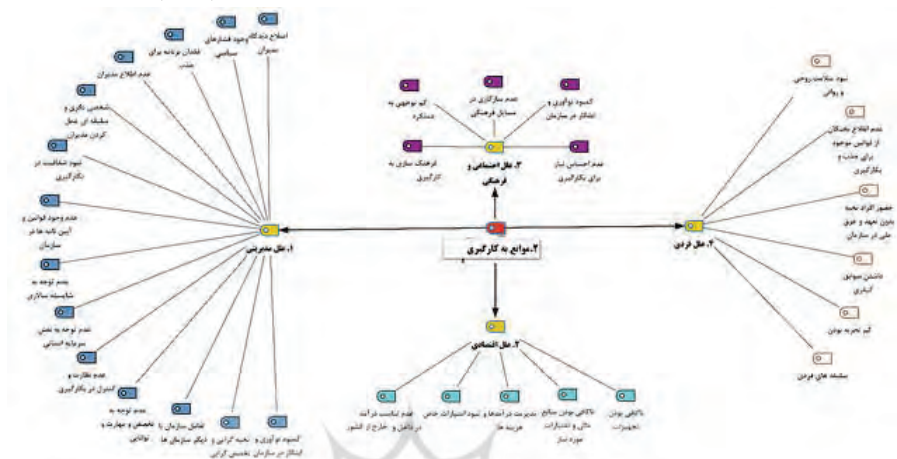 اصلاح دیدگاه
مدیران
وجود فشارهای
سیاسی
فقدان برنامه برای
جذب
عدم اطلاع مدیران
شخصی نگری و
سلیقه ای عمل
کردن مدیران
نبود شفافیت در
بکارگیری
عدم وجود قوانین و
آیین نامه ها در
سازمان
عدم توجه به
شایسته سالاری
عدم توجه به نقش
سرمایه انسانی
عدم نظارت و
کنترل در بکارگیری
عدم توجه به
تخصص و مهارت و
توانایی
تعامل سازمان با
دیگر سازمان ها
نخبه گرایی و
تخصص گرایی
کمبود نوآوری و
ابتکار در سازمان
۱. علل مدیریتی
کم توجهی به
عملکرد
عدم سازگاری در
مسایل فرهنگی
کمبود نوآوری و
ابتکار در سازمان
فرهنگ سازی به
کارگیری
۳. علل اجتماعی و
فرهنگی
عدم احساس نیاز
برای بکارگیری
۲.موانع به کارگیری
۲. علل اقتصادی
عدم تناسب درآمد
در داخل و خارج از کشور
نبود امتیازات خاص
مدیریت درآمدها و
هزینه ها
ناکافی بودن منابع
مالی و اعتبارات
مورد نیاز
ناکافی بودن
تجهیزات
نبود سلامت روحی
و روانی
عدم اطلاع نخبگان
از قوانین موجود
برای جذب و
بکارگیری
حضور افراد نخبه
بدون تعهد و عرق
ملی در سازمان
۴. علل فردی
داشتن سوابق
کیفری
کم تجربه بودن
سلیقه های فردی